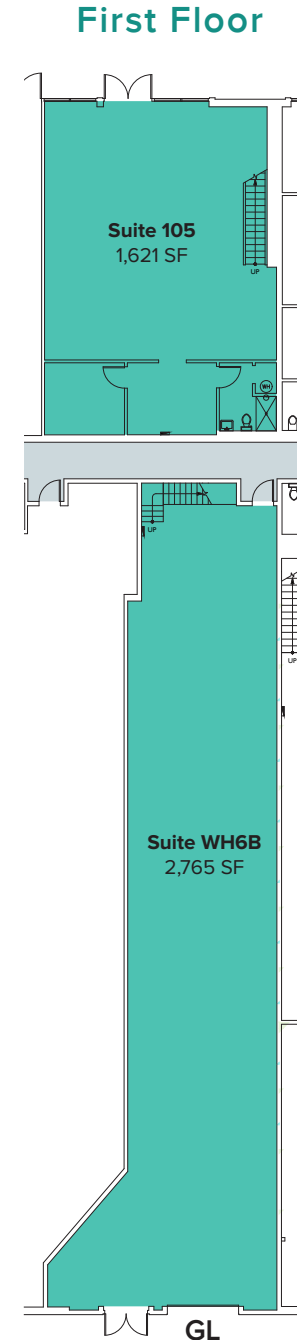 First Floor
Suite 105
1,621 SF
UP
WH
UP
UP
Suite WH6B
2,765 SF
GL